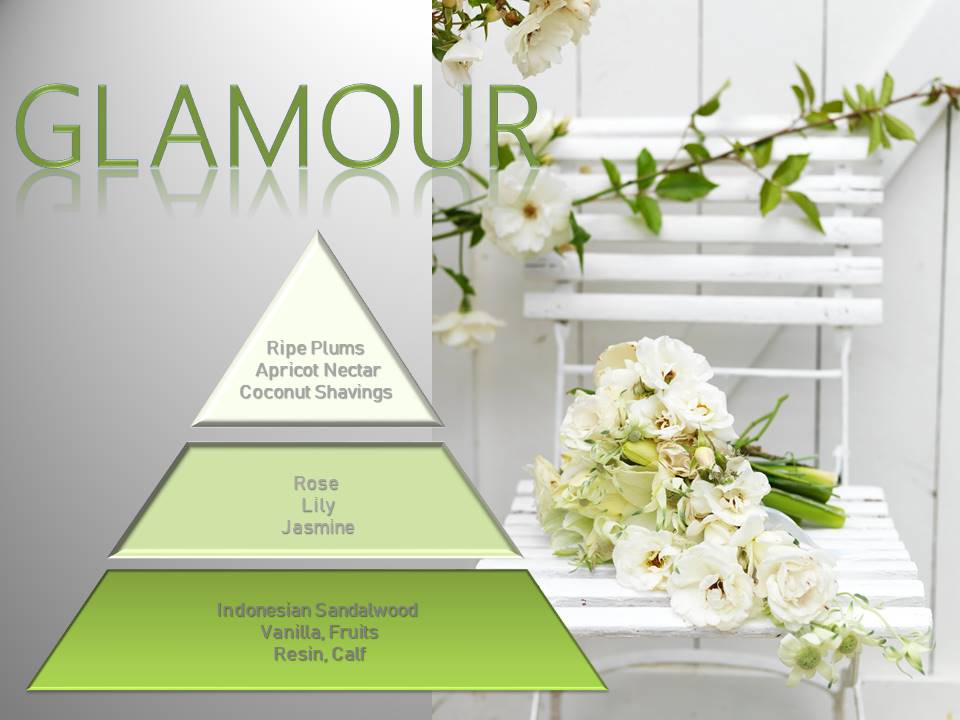 GLAMOUR
Ripe Plums
Apricot Nectar
Coconut Shavings
Rose
Lily
Jasmine
Indonesian Sandalwood
Vanilla, Fruits
Resin, Calf